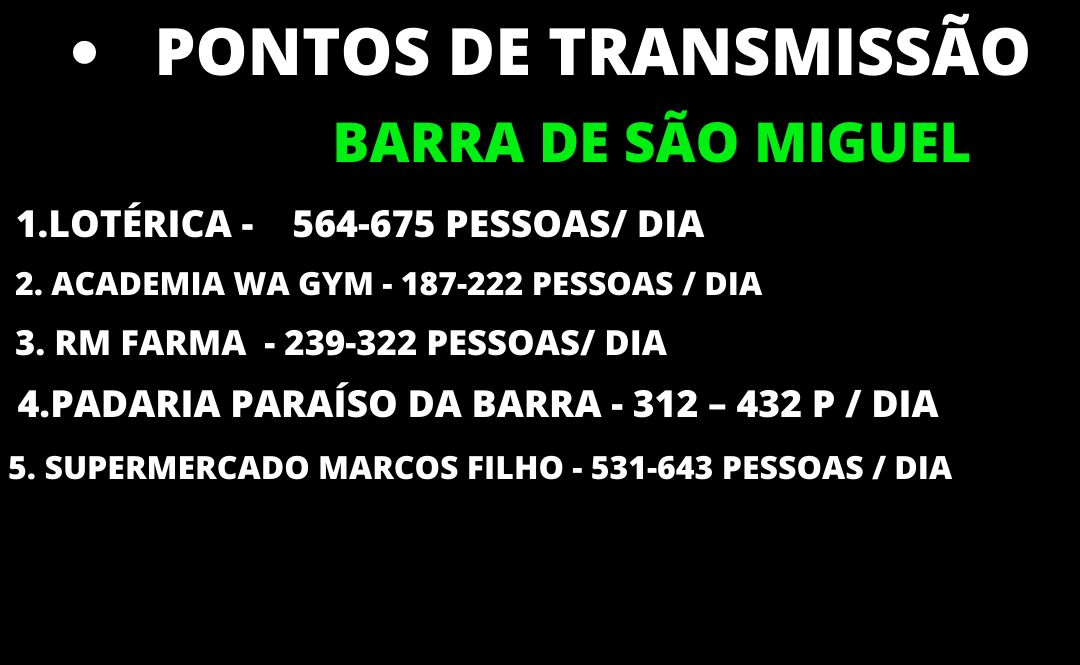 • PONTOS DE TRANSMISSÃO
BARRA DE SÃO MIGUEL
1.LOTÉRICA - 564-675 PESSOAS/ DIA
2. ACADEMIA WA GYM - 187-222 PESSOAS / DIA
3. RM FARMA - 239-322 PESSOAS/ DIA
4.PADARIA PARAÍSO DA BARRA - 312 – 432 P / DIA
5. SUPERMERCADO MARCOS FILHO - 531-643 PESSOAS / DIA